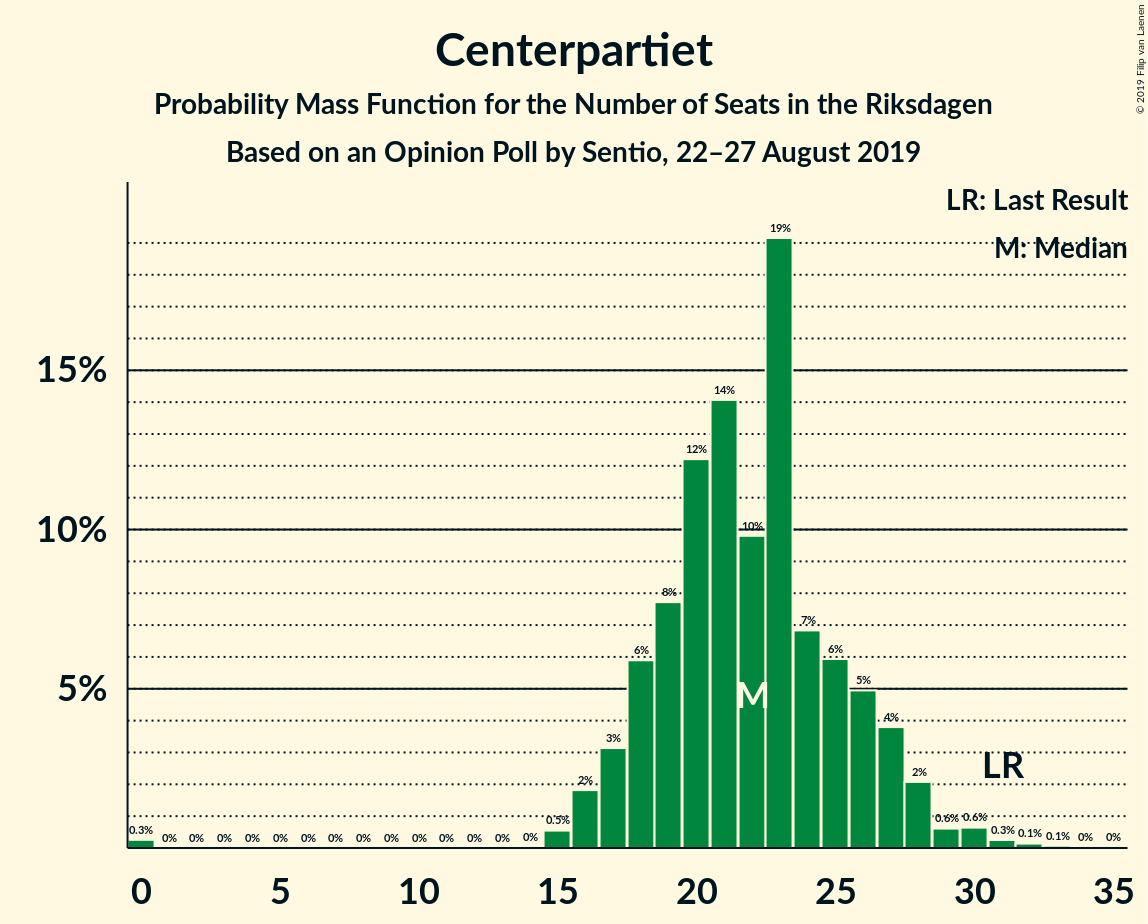 Centerpartiet
Probability Mass Function for the Number of Seats in the Riksdagen
Based on an Opinion Poll by Sentio, 22–27 August 2019
© 2019 Filip van Laenen
LR: Last Result
M: Median
19%
15%
14%
12%
10%
10%
8%
7%
6%
6%
5%
5%
M
4%
3%
LR
2%
2%
0.3% 0% 0% 0% 0% 0% 0% 0% 0% 0% 0% 0% 0% 0% 0% 0.5% 0.6% 0.6% 0.3% 0.1% 0.1% 0% 0%
0 5 10 15 20 25 30 35